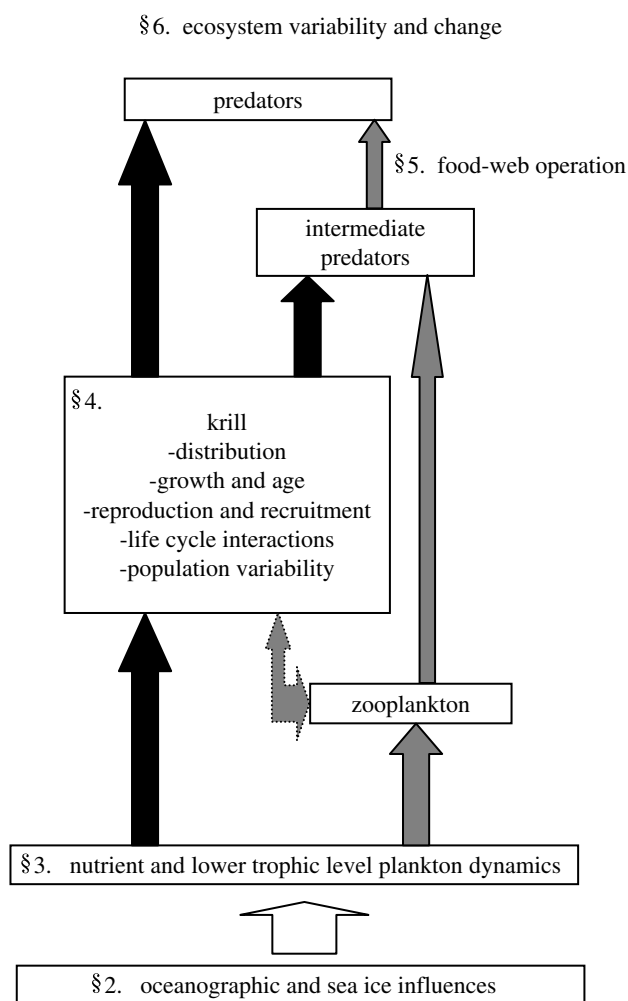 §6. ecosystem variability and change
predators
§5. food-web operation
intermediate
predators
§4.
krill
-distribution
-growth and age
-reproduction and recruitment
-life cycle interactions
-population variability
zooplankton
§3. nutrient and lower trophic level plankton dynamics
§2. oceanographic and sea ice influences